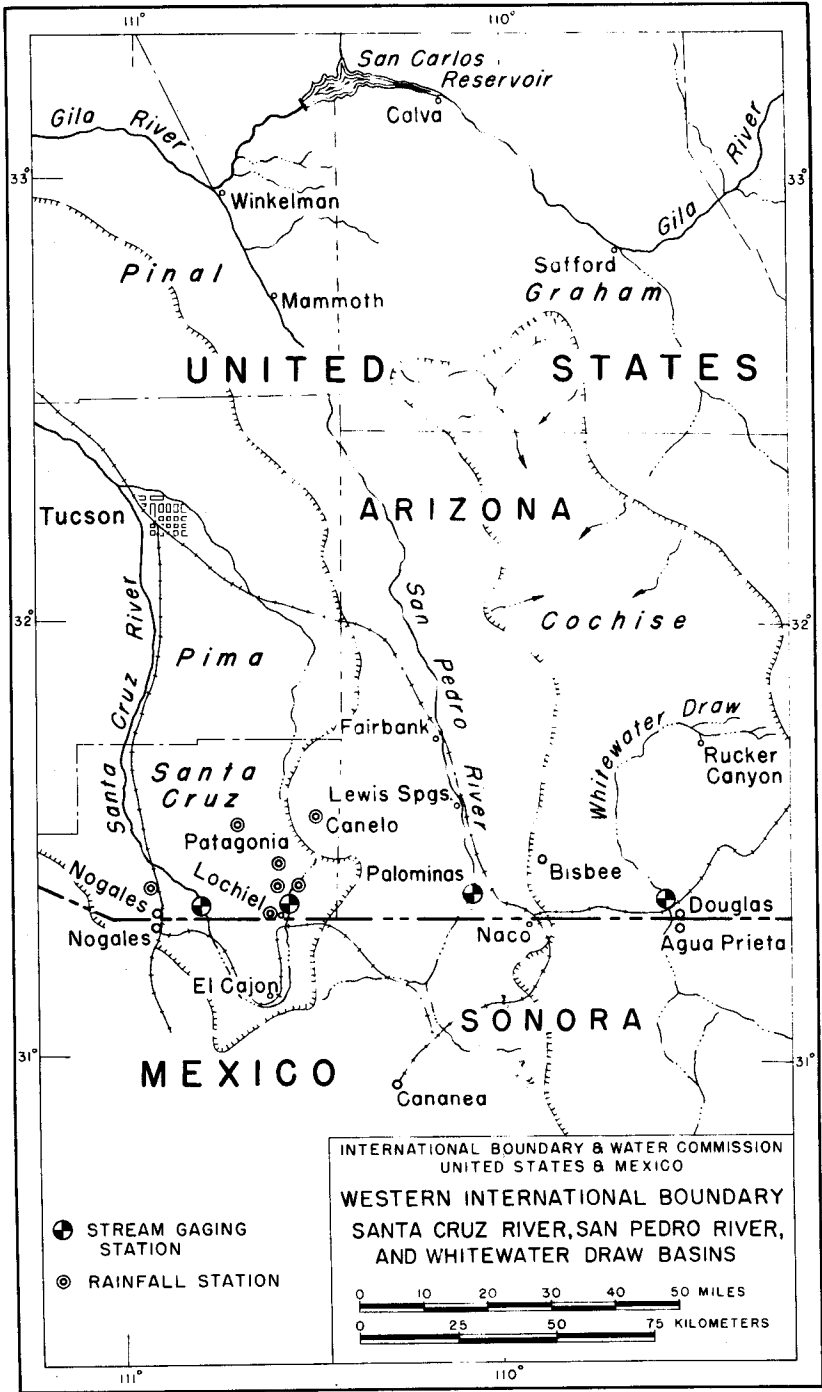 111° 110°
San Carlos
Reservoir
Calva
Gila River
Gila River
33° 33°
Winkelman
Safford
Graham
Pinal
Mammoth
UNITED STATES
ARIZONA
Tucson
Santa Cruz River
San Pedro River
32° 32°
Cochise
Pima
Whitewater Draw
Fairbank
Rucker
Canyon
Santa
Cruz
Lewis Spgs.
Canelo
Patagonia
Palominas
Bisbee
Nogales
Lochiel
Douglas
Nogales
Naco
Agua Prieta
El Cajon
SONORA
31° 31°
MEXICO
Cananea
INTERNATIONAL BOUNDARY & WATER COMMISSION
UNITED STATES & MEXICO
WESTERN INTERNATIONAL BOUNDARY
SANTA CRUZ RIVER, SAN PEDRO RIVER,
AND WHITEWATER DRAW BASINS
STREAM GAGING
STATION
RAINFALL STATION
0 10 20 30 40 50 MILES
0 25 50 75 KILOMETERS
111° 110°